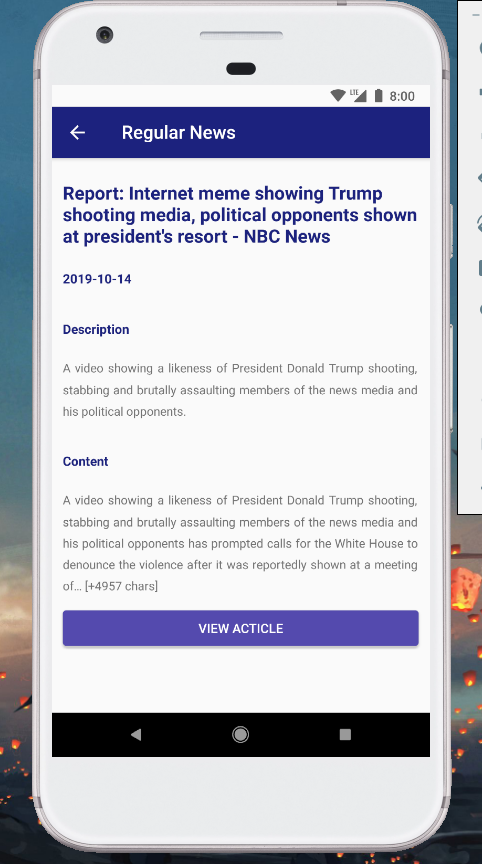 LTE 8:00
Regular News
Report: Internet meme showing Trump
shooting media, political opponents shown
at president's resort - NBC News
2019-10-14
Description
A video showing a likeness of President Donald Trump shooting,
stabbing and brutally assaulting members of the news media and
his political opponents.
Content
A video showing a likeness of President Donald Trump shooting,
stabbing and brutally assaulting members of the news media and
his political opponents has prompted calls for the White House to
denounce the violence after it was reportedly shown at a meeting
of… [+4957 chars]
VIEW ACTICLE